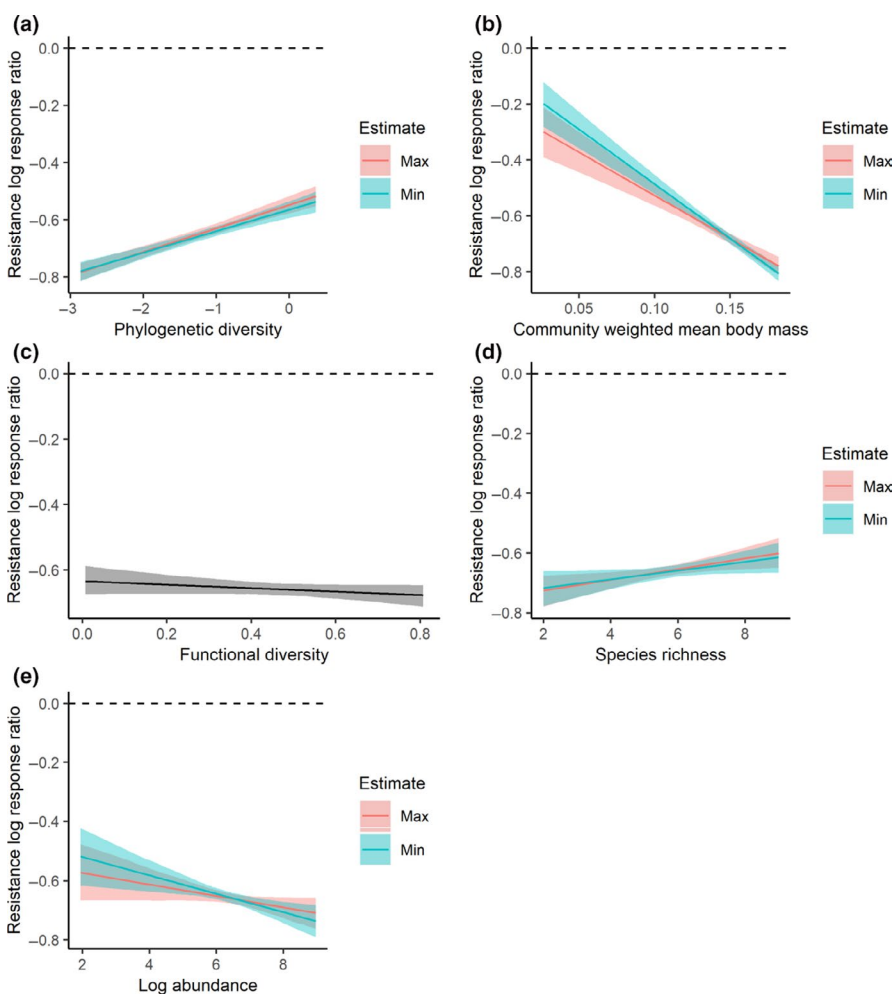 (a)
Resistance log response ratio
0.0
−0.2
−0.4
−0.6
−0.8
−3
−2
−1
0
Phylogenetic diversity
Estimate
Max
Min
(b)
Resistance log response ratio
0.0
−0.2
−0.4
−0.6
−0.8
0.05
0.10
0.15
Community weighted mean body mass
Estimate
Max
Min
(c)
Resistance log response ratio
0.0
−0.2
−0.4
−0.6
0.0
0.2
0.4
0.6
0.8
Functional diversity
(d)
Resistance log response ratio
0.0
−0.2
−0.4
−0.6
−0.8
2
4
6
8
Species richness
Estimate
Max
Min
(e)
Resistance log response ratio
0.0
−0.2
−0.4
−0.6
−0.8
2
4
6
8
Log abundance
Estimate
Max
Min